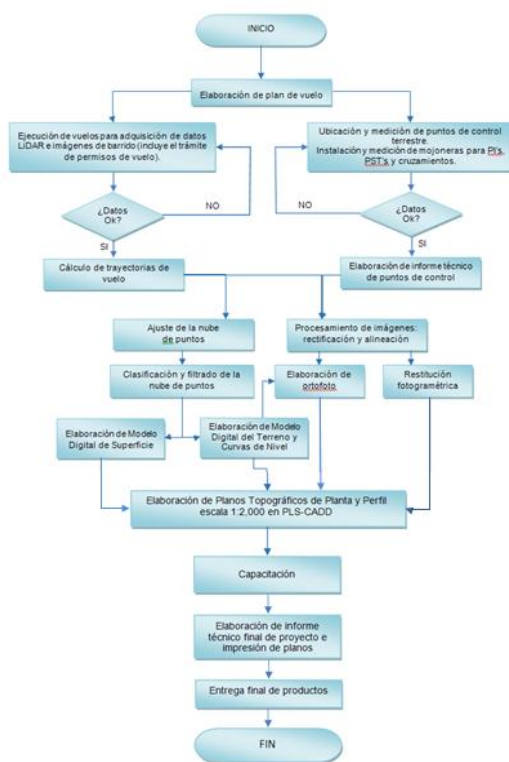 INICIO
Elaboración de plan de vuelo
Ejecución de vuelos para adquisición de datos
LiDAR e imágenes de barrido (incluye el trámite
de permisos de vuelo).
Ubicación y medición de puntos de control
terrestre.
Instalación y medición de mojoneras para PI's,
PST's y cruzamientos.
¿Datos
Ok?
NO
SI
¿Datos
Ok?
NO
SI
Cálculo de trayectorias de
vuelo
Elaboración de informe técnico
de puntos de control
Ajuste de la nube
de puntos
Procesamiento de imágenes:
rectificación y alineación
Clasificación y filtrado de la
nube de puntos
Elaboración de
ortofoto
Restitución
fotogramétrica
Elaboración de Modelo
Digital de Superficie
Elaboración de Modelo
Digital del Terreno y
Curvas de Nivel
Elaboración de Planos Topográficos de Planta y Perfil
escala 1:2,000 en PLS-CADD
Capacitación
Elaboración de informe
técnico final de proyecto e
impresión de planos
Entrega final de productos
FIN